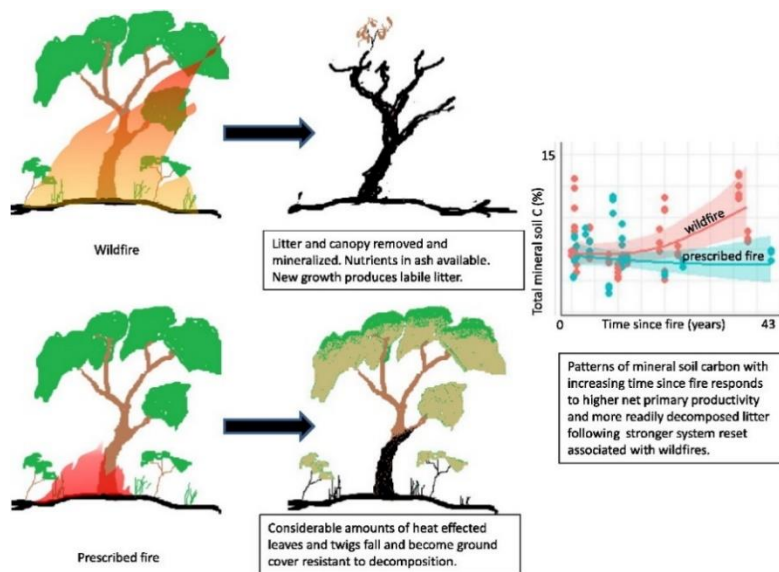 Wildfire
Litter and canopy removed and
mineralized. Nutrients in ash available.
New growth produces labile litter.
Total mineral soil C (%)
15
wildfire
prescribed fire
0
Time since fire (years)
43
Patterns of mineral soil carbon with
increasing time since fire responds
to higher net primary productivity
and more readily decomposed litter
following stronger system reset
associated with wildfires.
Prescribed fire
Considerable amounts of heat effected
leaves and twigs fall and become ground
cover resistant to decomposition.